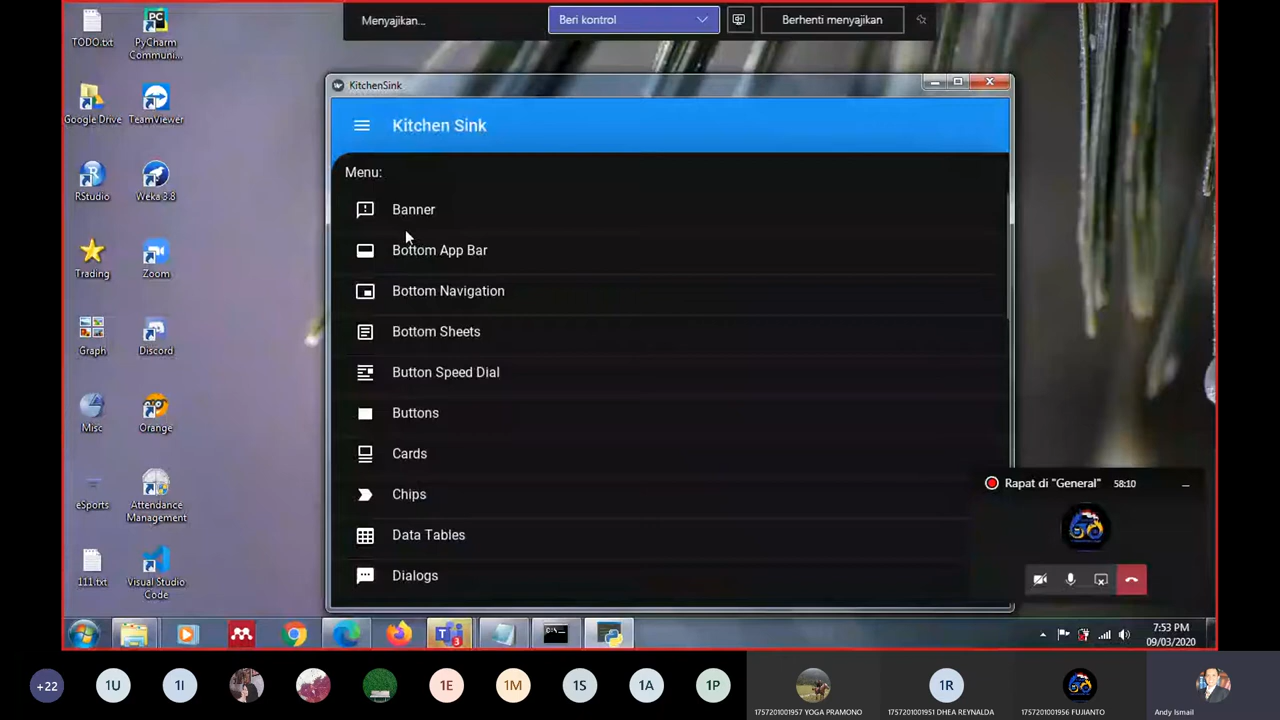 Menyajikan...
Beri kontrol
Berhenti menyajikan
TODO.txt
PyCharm
Communi...
Google Drive
TeamViewer
RStudio
Weka 3.8
Trading
Zoom
Graph
Discord
Misc
Orange
eSports
Attendance
Management
111.txt
Visual Studio
Code
KitchenSink
Kitchen Sink
Menu:
Banner
Bottom App Bar
Bottom Navigation
Bottom Sheets
Button Speed Dial
Buttons
Cards
Chips
Data Tables
Dialogs
Rapat di "General"
58:10
3
C:\_
7:53 PM
09/03/2020
+22
1U
1I
1E
1M
1S
1A
1P
1R
1757201001957 YOGA PRAMONO
1757201001951 DHEA REYNALDA
1757201001956 FUJIANTO
Andy Ismail